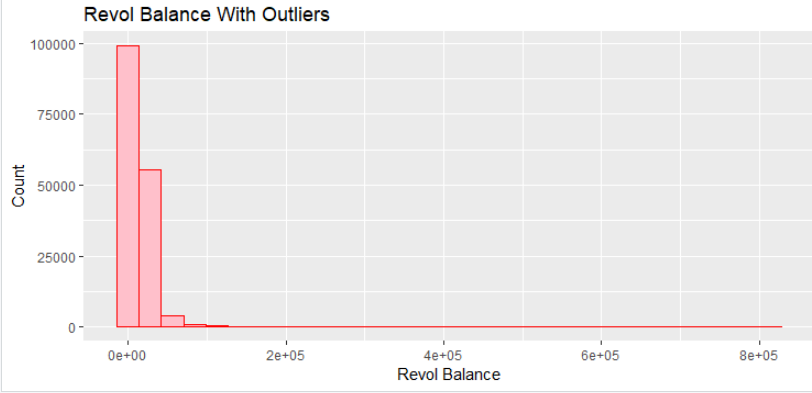 Revol Balance With Outliers
100000
75000
50000
25000
0
Count
0e+00 2e+05 4e+05 6e+05 8e+05
Revol Balance